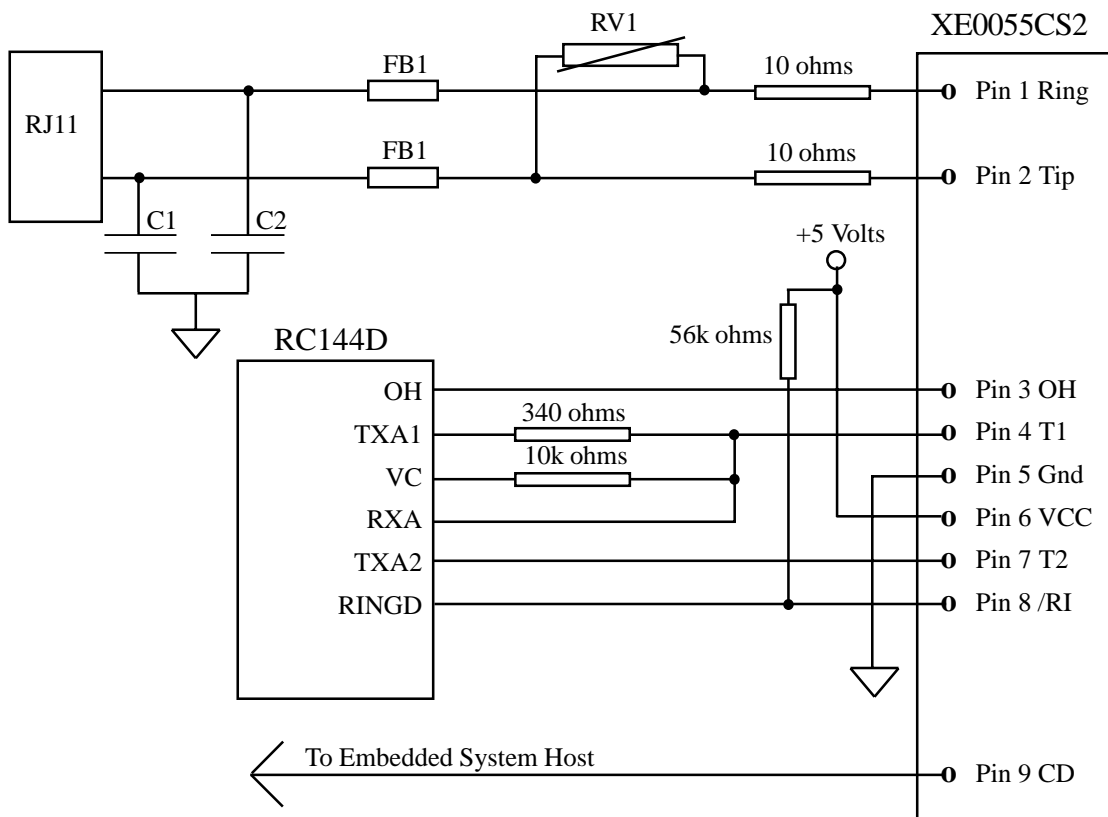 XE0055CS2
RV1
FB1
10 ohms
Pin 1 Ring
RJ11
FB1
10 ohms
Pin 2 Tip
C1
C2
+5 Volts
RC144D
56k ohms
OH
Pin 3 OH
340 ohms
TXA1
Pin 4 T1
10k ohms
VC
Pin 5 Gnd
RXA
Pin 6 VCC
TXA2
Pin 7 T2
RINGD
Pin 8 /RI
To Embedded System Host
Pin 9 CD